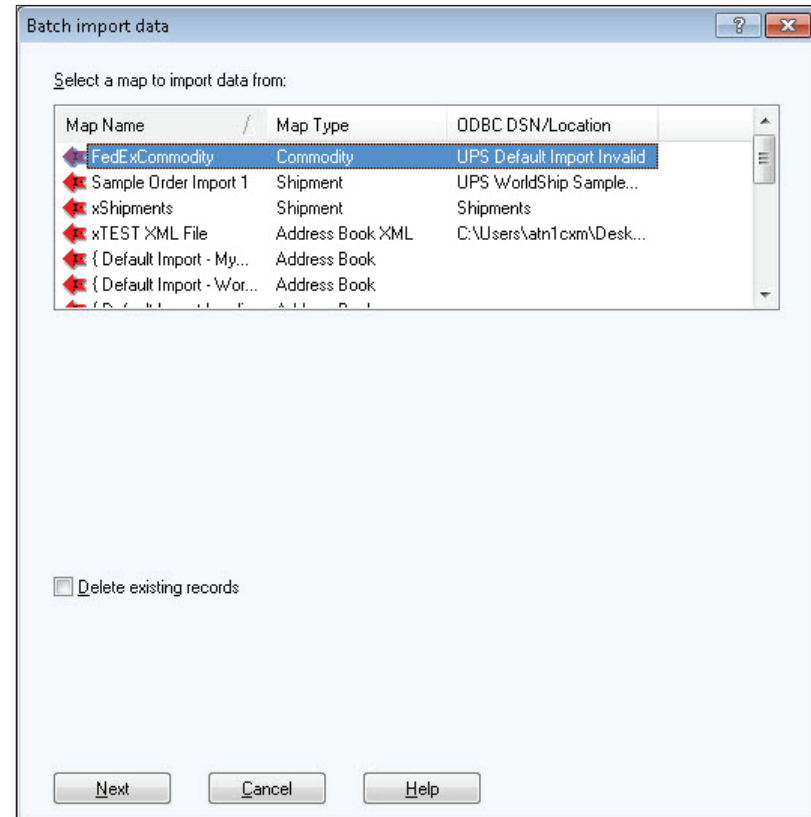 Batch import data
Select a map to import data from:
Map Name Map Type ODBC DSN/Location
FedExCommodity Commodity UPS Default Import Invalid
Sample Order Import 1 Shipment UPS WorldShip Sample...
xShipments Shipment Shipments
xTEST XML File Address Book XML C:\Users\atn1cxm\Desk...
{ Default Import - My... Address Book
{ Default Import - Wor... Address Book
Delete existing records
Next Cancel Help